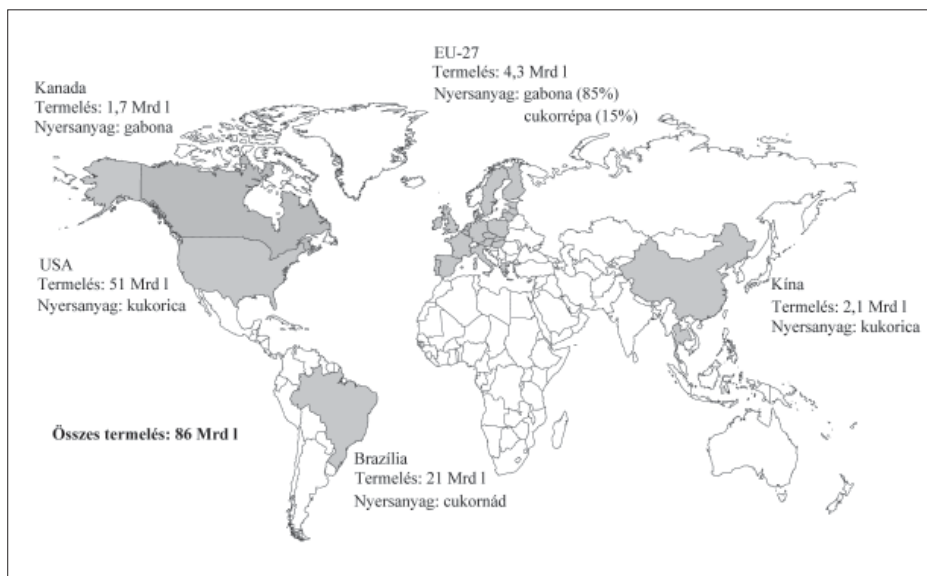 EU-27
Termelés: 4,3 Mrd l
Nyersanyag: gabona (85%)
cukorrépa (15%)
Kanada
Termelés: 1,7 Mrd l
Nyersanyag: gabona
USA
Termelés: 51 Mrd l
Nyersanyag: kukorica
Kína
Termelés: 2,1 Mrd l
Nyersanyag: kukorica
Összes termelés: 86 Mrd l
Brazília
Termelés: 21 Mrd l
Nyersanyag: cukornád